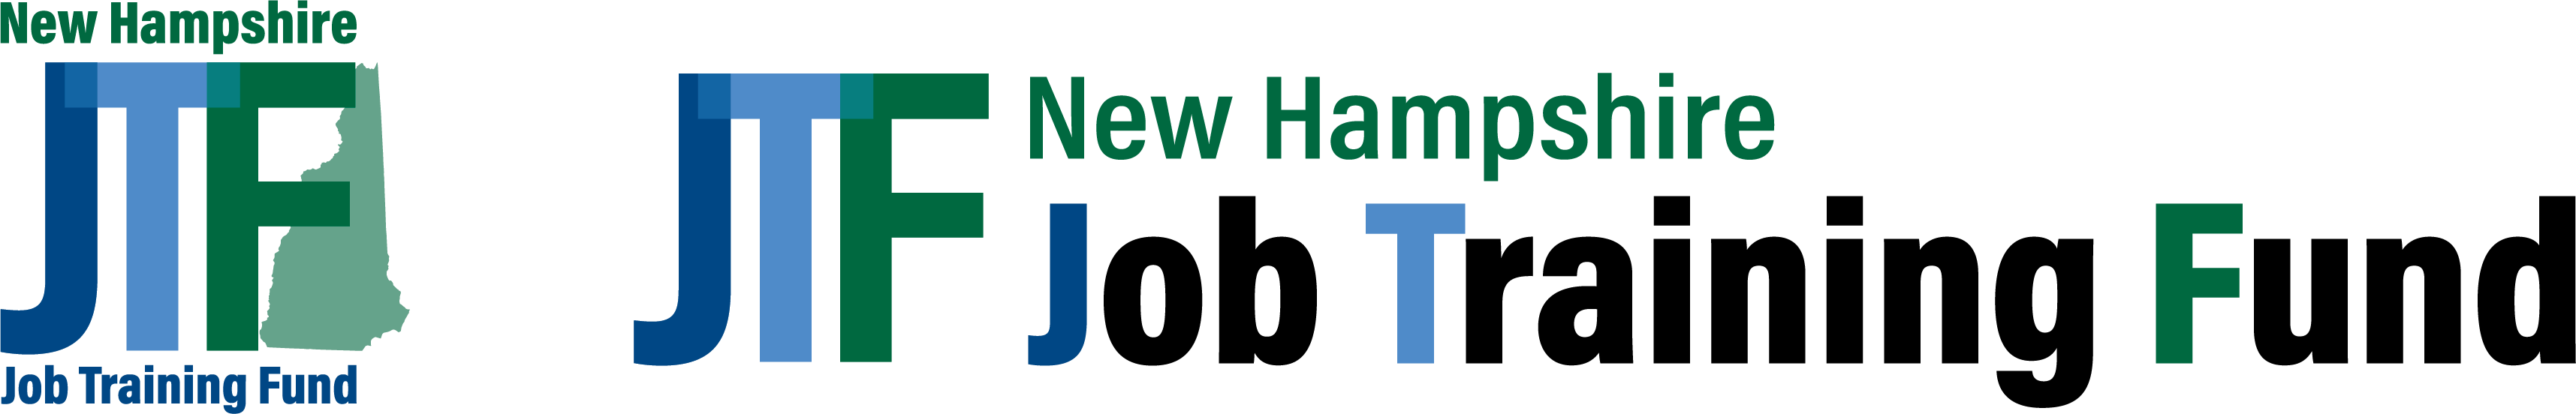 New Hampshire
JTF
Job Training Fund
JTF
New Hampshire
Job Training Fund